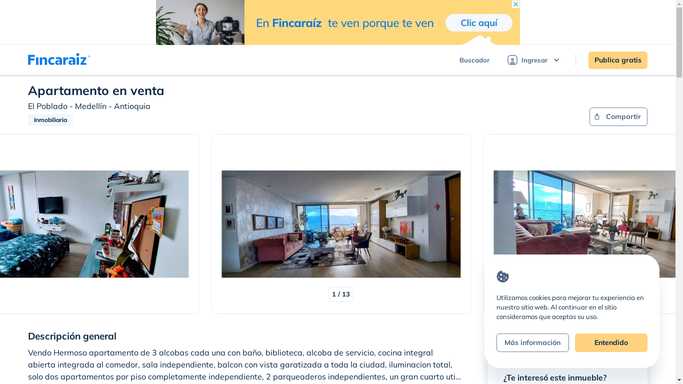 En Fincaraíz te ven porque te ven
Clic aquí
Fıncaraiz
Buscador
Ingresar
Publica gratis
Apartamento en venta
El Poblado - Medellín - Antioquia
Inmobiliaria
Compartir
1 / 13
Utilizamos cookies para mejorar tu experiencia en
nuestro sitio web. Al continuar en el sitio
consideramos que aceptas su uso.
Más información
Entendido
Descripción general
Vendo Hermoso apartamento de 3 alcobas cada una con baño, biblioteca, alcoba de servicio, cocina integral
abierta integrada al comedor, sala independiente, balcon con vista garatizada a toda la ciudad, iluminacion total,
solo dos apartamentos por piso completamente independiente, 2 parqueaderos independientes, un gran cuarto uti...
¿Te interesó este inmueble?